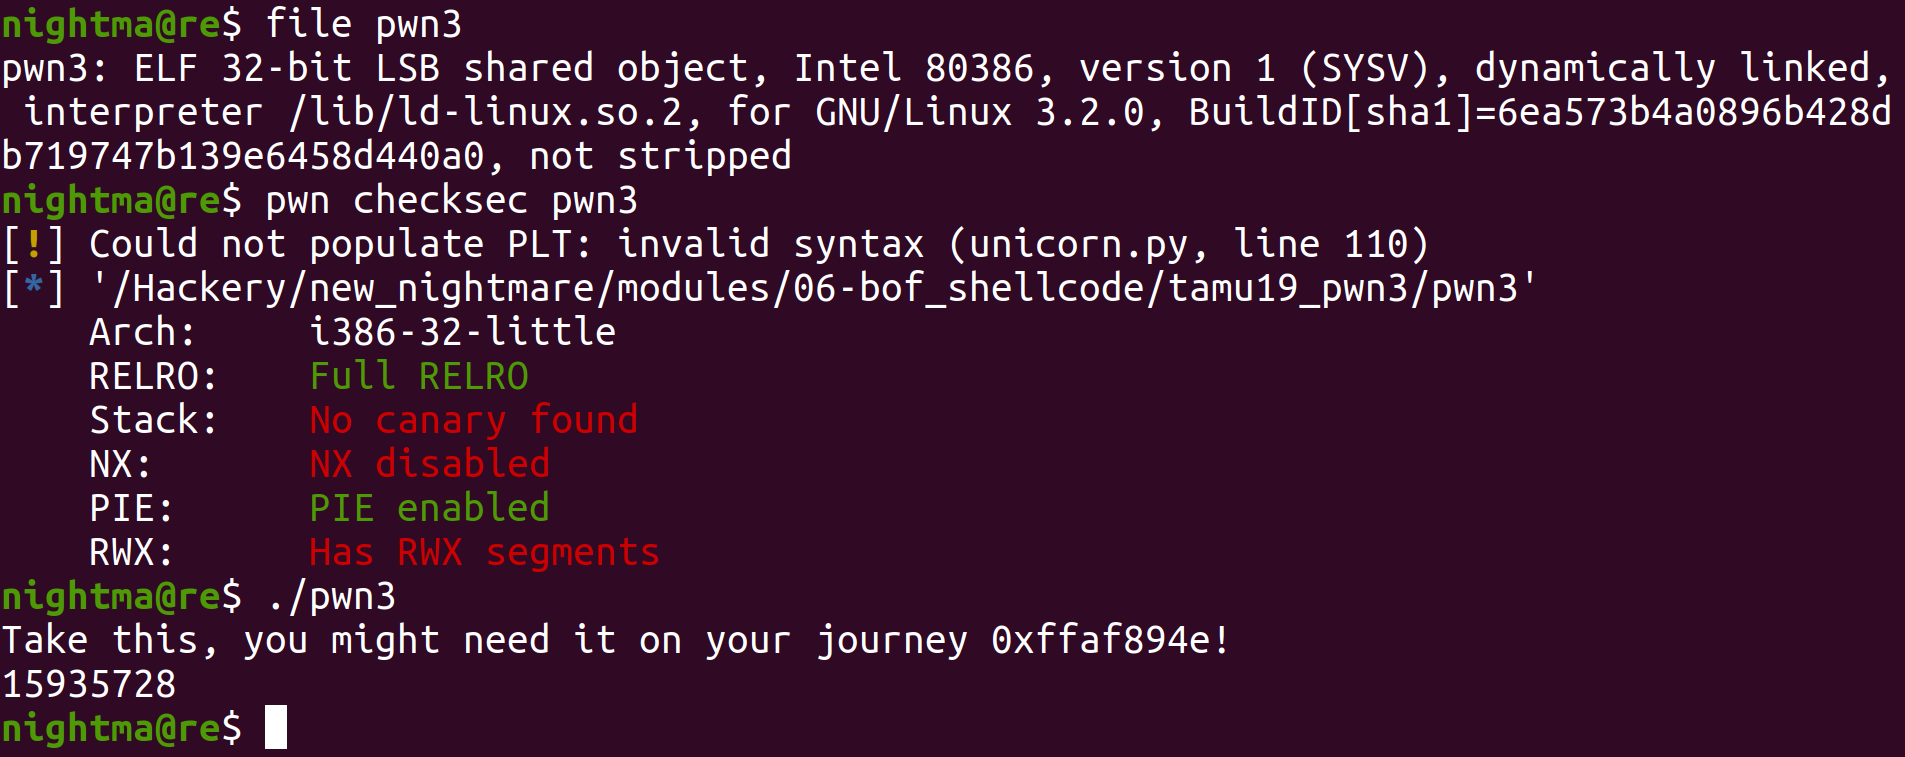 nightma@re$ file pwn3
pwn3: ELF 32-bit LSB shared object, Intel 80386, version 1 (SYSV), dynamically linked,
 interpreter /lib/ld-linux.so.2, for GNU/Linux 3.2.0, BuildID[sha1]=6ea573b4a0896b428d
b719747b139e6458d440a0, not stripped
nightma@re$ pwn checksec pwn3
[!] Could not populate PLT: invalid syntax (unicorn.py, line 110)
[*] '/Hackery/new_nightmare/modules/06-bof_shellcode/tamu19_pwn3/pwn3'
    Arch:     i386-32-little
    RELRO:    Full RELRO
    Stack:    No canary found
    NX:       NX disabled
    PIE:      PIE enabled
    RWX:      Has RWX segments
nightma@re$ ./pwn3
Take this, you might need it on your journey 0xffaf894e!
15935728
nightma@re$